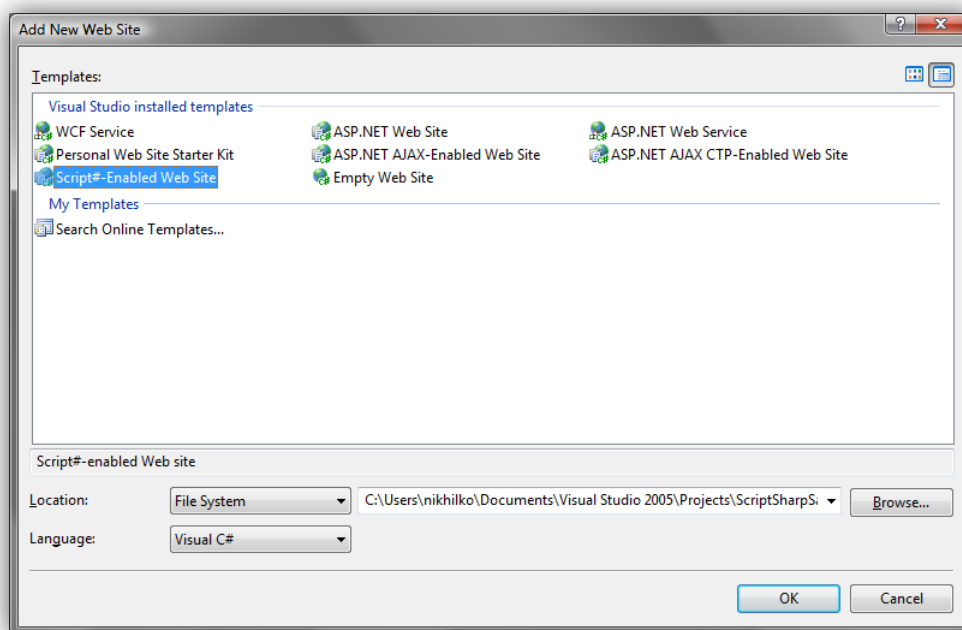 Add New Web Site
?
Templates:
Visual Studio installed templates
WCF Service ASP.NET Web Site ASP.NET Web Service
Personal Web Site Starter Kit ASP.NET AJAX-Enabled Web Site ASP.NET AJAX CTP-Enabled Web Site
Script#-Enabled Web Site Empty Web Site
My Templates
Search Online Templates...
Script#-enabled Web site
Location: File System C:\Users\nikhilko\Documents\Visual Studio 2005\Projects\ScriptSharpSa Browse...
Language: Visual C#
OK Cancel